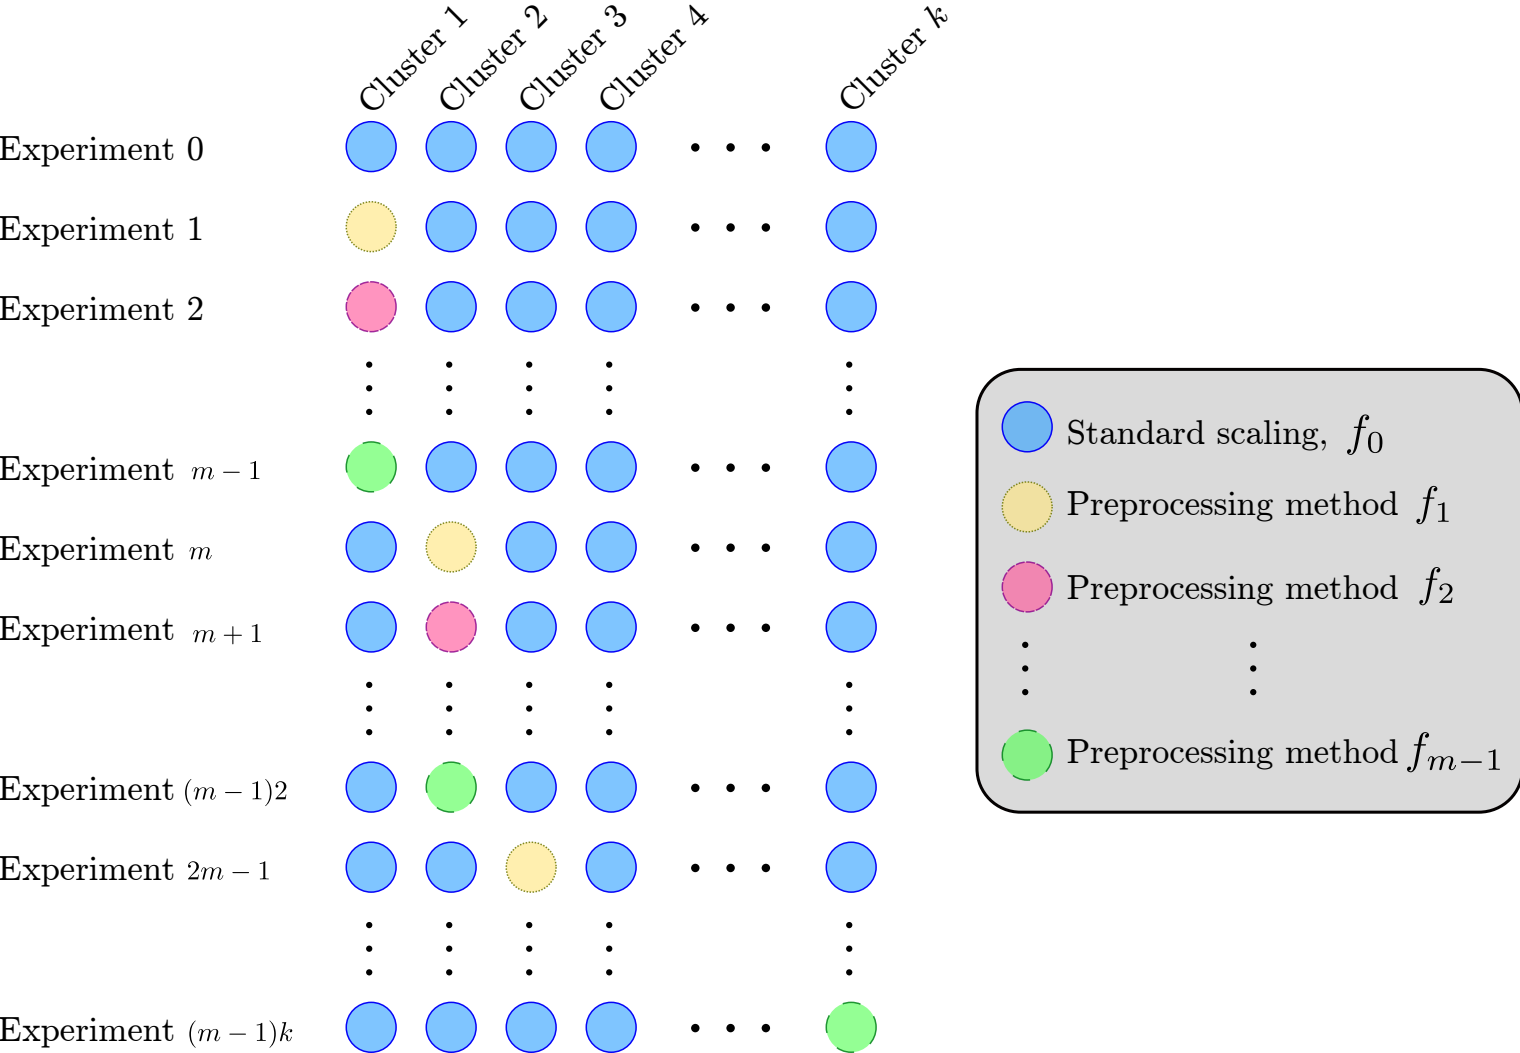 Cluster 1
Cluster 2
Cluster 3
Cluster 4
Cluster k
Experiment 0
Experiment 1
Experiment 2
Experiment m − 1
Experiment m
Experiment m + 1
Experiment (m − 1)2
Experiment 2m − 1
Experiment (m − 1)k
Standard scaling, f₀
Preprocessing method f₁
Preprocessing method f₂
Preprocessing method fₘ₋₁